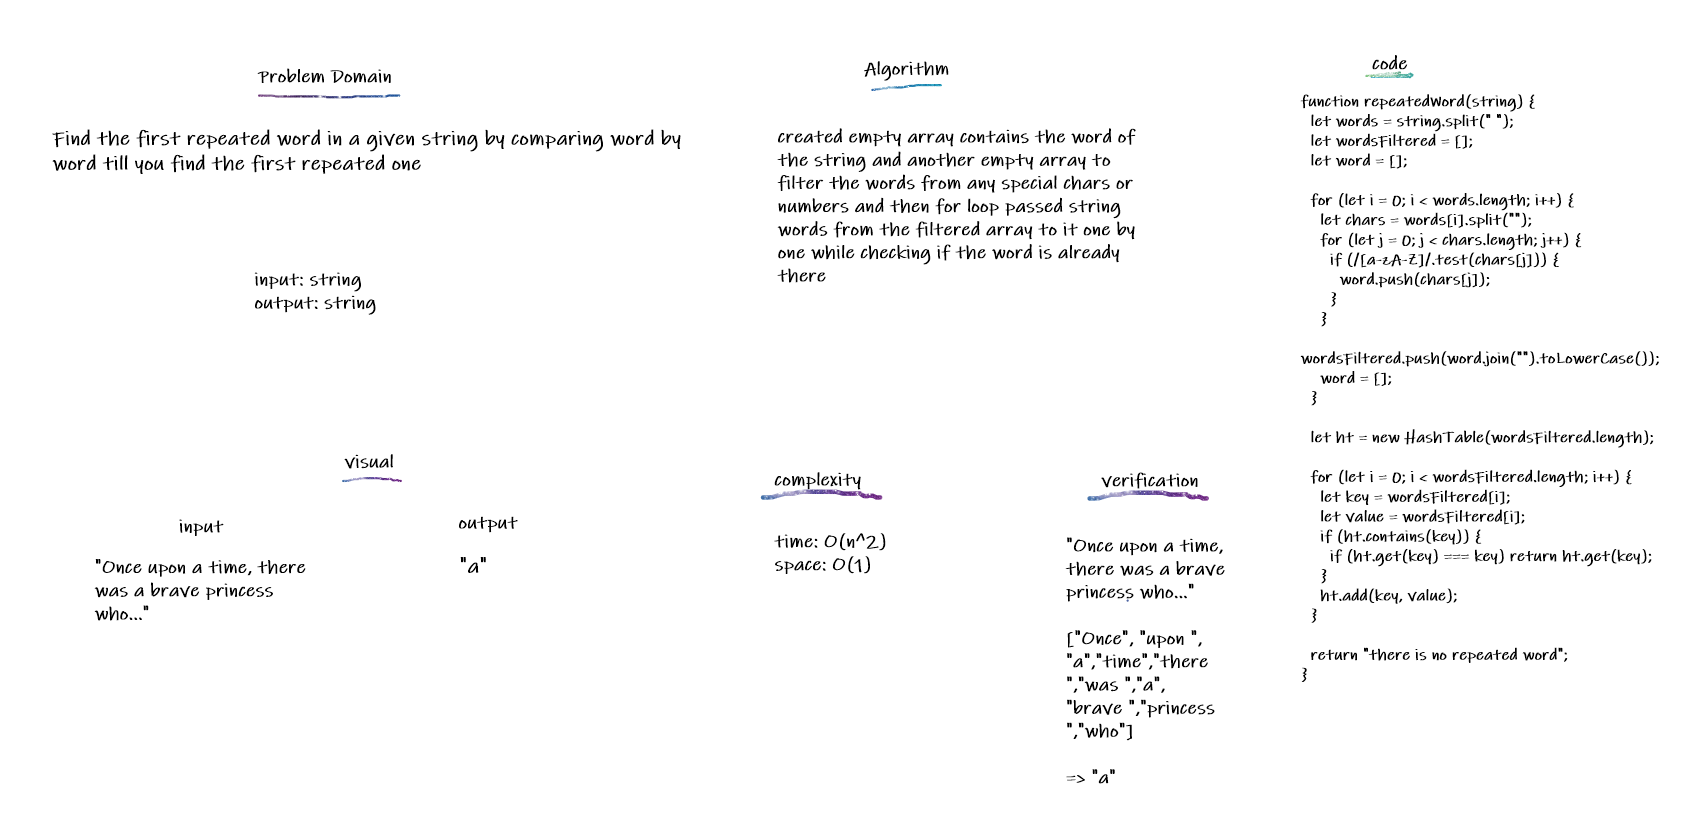 Problem Domain
Find the first repeated word in a given string by comparing word by
word till you find the first repeated one
input: string
output: string
Algorithm
created empty array contains the word of
the string and another empty array to
filter the words from any special chars or
numbers and then for loop passed string
words from the filtered array to it one by
one while checking if the word is already
there
code
function repeatedWord(string) {
let words = string.split(" ");
let wordsFiltered = [];
let word = [];
for (let i = 0; i < words.length; i++) {
let chars = words[i].split("");
for (let j = 0; j < chars.length; j++) {
if (/[a-zA-Z]/.test(chars[j])) {
word.push(chars[j]);
}
}
wordsFiltered.push(word.join("").toLowerCase());
word = [];
}
let ht = new HashTable(wordsFiltered.length);
for (let i = 0; i < wordsFiltered.length; i++) {
let key = wordsFiltered[i];
let value = wordsFiltered[i];
if (ht.contains(key)) {
if (ht.get(key) === key) return ht.get(key);
}
ht.add(key, value);
}
return "there is no repeated word";
}
visual
input
output
"Once upon a time, there
was a brave princess
who..."
"a"
complexity
time: O(n^2)
space: O(1)
verification
"Once upon a time,
there was a brave
princess who..."
["Once", "upon ",
"a","time","there
","was ","a",
"brave ","princess
","who"]
=> "a"